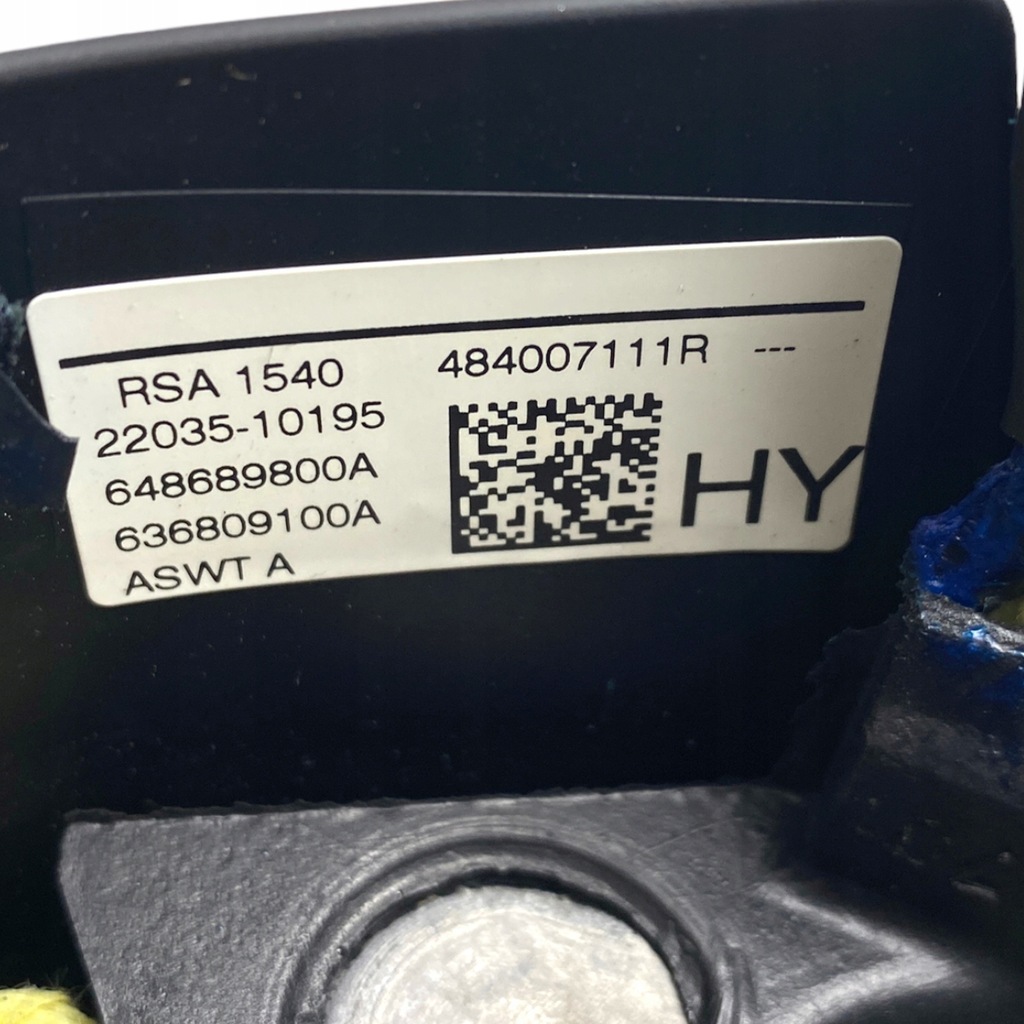 RSA 1540
484007111R ---
22035-10195
648689800A
636809100A
ASWT A
HY